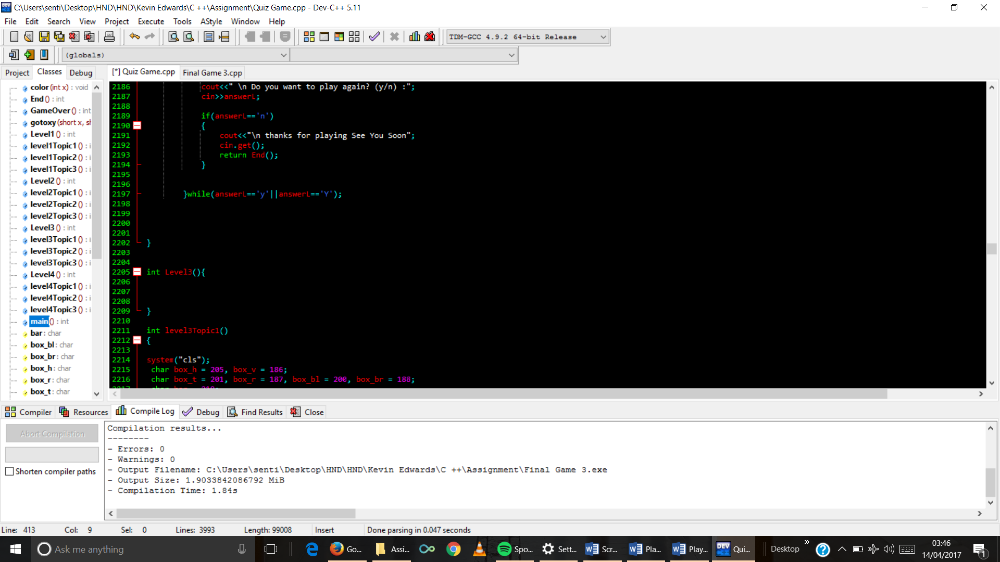 C:\Users\senti\Desktop\HND\HND\Kevin Edwards\C ++\Assignment\Quiz Game.cpp - Dev-C++ 5.11
File Edit Search View Project Execute Tools AStyle Window Help
TDM-GCC 4.9.2 64-bit Release
(globals)
Project Classes Debug
[*] Quiz Game.cpp Final Game 3.cpp
color (int x) : void
End () : int
GameOver () : int
gotoxy (short x, sh
Level1 () : int
level1Topic1 () : i
level1Topic2 () : i
level1Topic3 () : i
Level2 () : int
level2Topic1 () : i
level2Topic2 () : i
level2Topic3 () : i
Level3 () : int
level3Topic1 () : i
level3Topic2 () : i
level3Topic3 () : i
Level4 () : int
level4Topic1 () : i
level4Topic2 () : i
level4Topic3 () : i
main () : int
bar : char
box_bl : char
box_br : char
box_h : char
box_r : char
box_t : char
2186 cout<<" \n Do you want to play again? (y/n) :";
2187 cin>>answerL;
2188
2189 if(answerL=='n')
2190 {
2191 cout<<"\n thanks for playing See You Soon";
2192 cin.get();
2193 return End();
2194 }
2195
2196
2197 }while(answerL=='y'||answerL=='Y');
2198
2199
2200
2201
2202 }
2203
2204
2205 int Level3(){
2206
2207
2208
2209 }
2210
2211 int level3Topic1()
2212 {
2213
2214 system("cls");
2215 char box_h = 205, box_v = 186;
2216 char box_t = 201, box_r = 187, box_bl = 200, box_br = 188;
2217 char bar = 219;
Compiler Resources Compile Log Debug Find Results Close
Abort Compilation
Shorten compiler paths
Compilation results...
--------
- Errors: 0
- Warnings: 0
- Output Filename: C:\Users\senti\Desktop\HND\HND\Kevin Edwards\C ++\Assignment\Final Game 3.exe
- Output Size: 1.9033842086792 MiB
- Compilation Time: 1.84s
Line: 413 Col: 9 Sel: 0 Lines: 3993 Length: 99008 Insert Done parsing in 0.047 seconds
Ask me anything Go... Assi... Spo... Sett... Scr... Pla... Play... DEV Qui... Desktop 03:46
14/04/2017 1